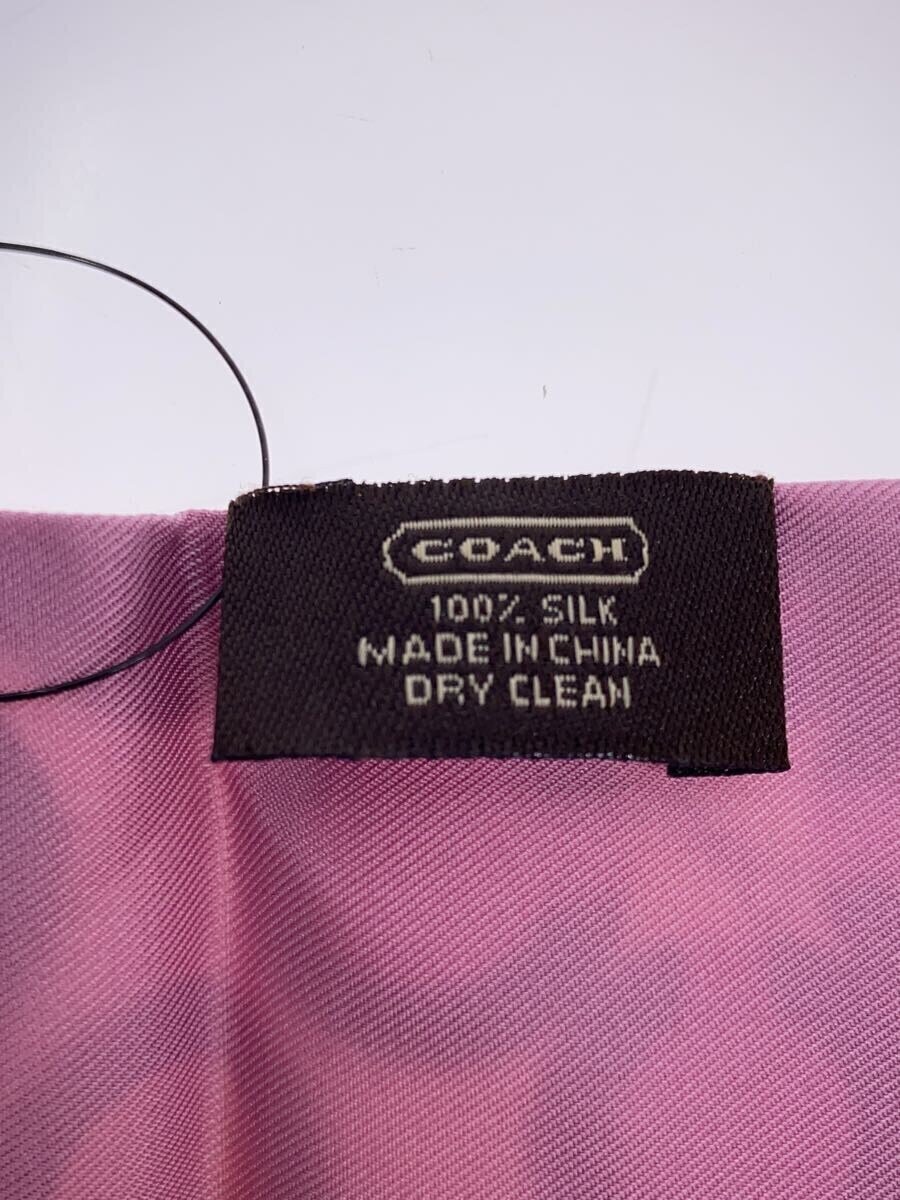 COACH
100% SILK
MADE IN CHINA
DRY CLEAN